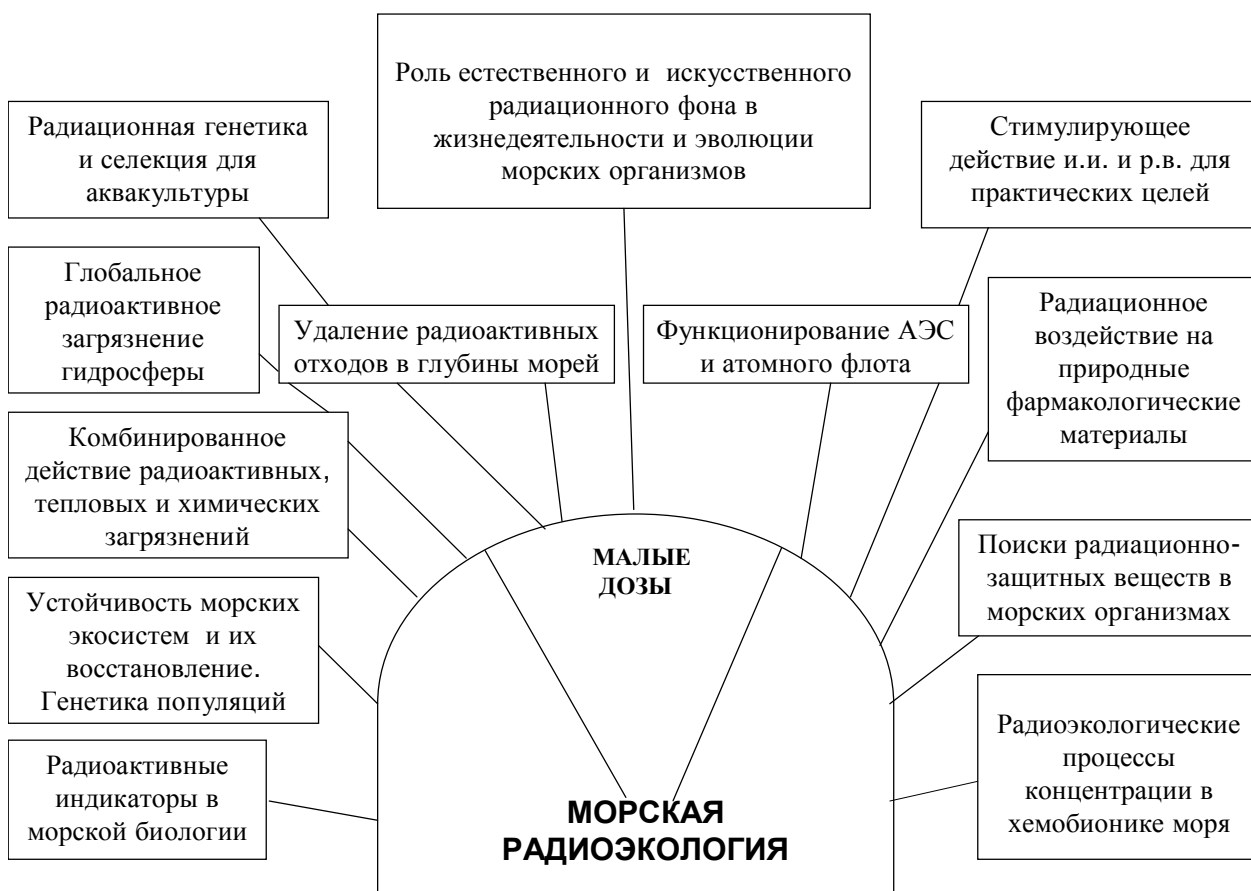 Роль естественного и искусственного
радиационного фона в
жизнедеятельности и эволюции
морских организмов
Радиационная генетика
и селекция для
аквакультуры
Стимулирующее
действие и.и. и р.в. для
практических целей
Глобальное
радиоактивное
загрязнение
гидросферы
Удаление радиоактивных
отходов в глубины морей
Функционирование АЭС
и атомного флота
Радиационное
воздействие на
природные
фармакологические
материалы
Комбинированное
действие радиоактивных,
тепловых и химических
загрязнений
МАЛЫЕ
ДОЗЫ
Поиски радиационно-
защитных веществ в
морских организмах
Устойчивость морских
экосистем и их
восстановление.
Генетика популяций
Радиоактивные
индикаторы в
морской биологии
Радиоэкологические
процессы
концентрации в
хемобионике моря
МОРСКАЯ
РАДИОЭКОЛОГИЯ